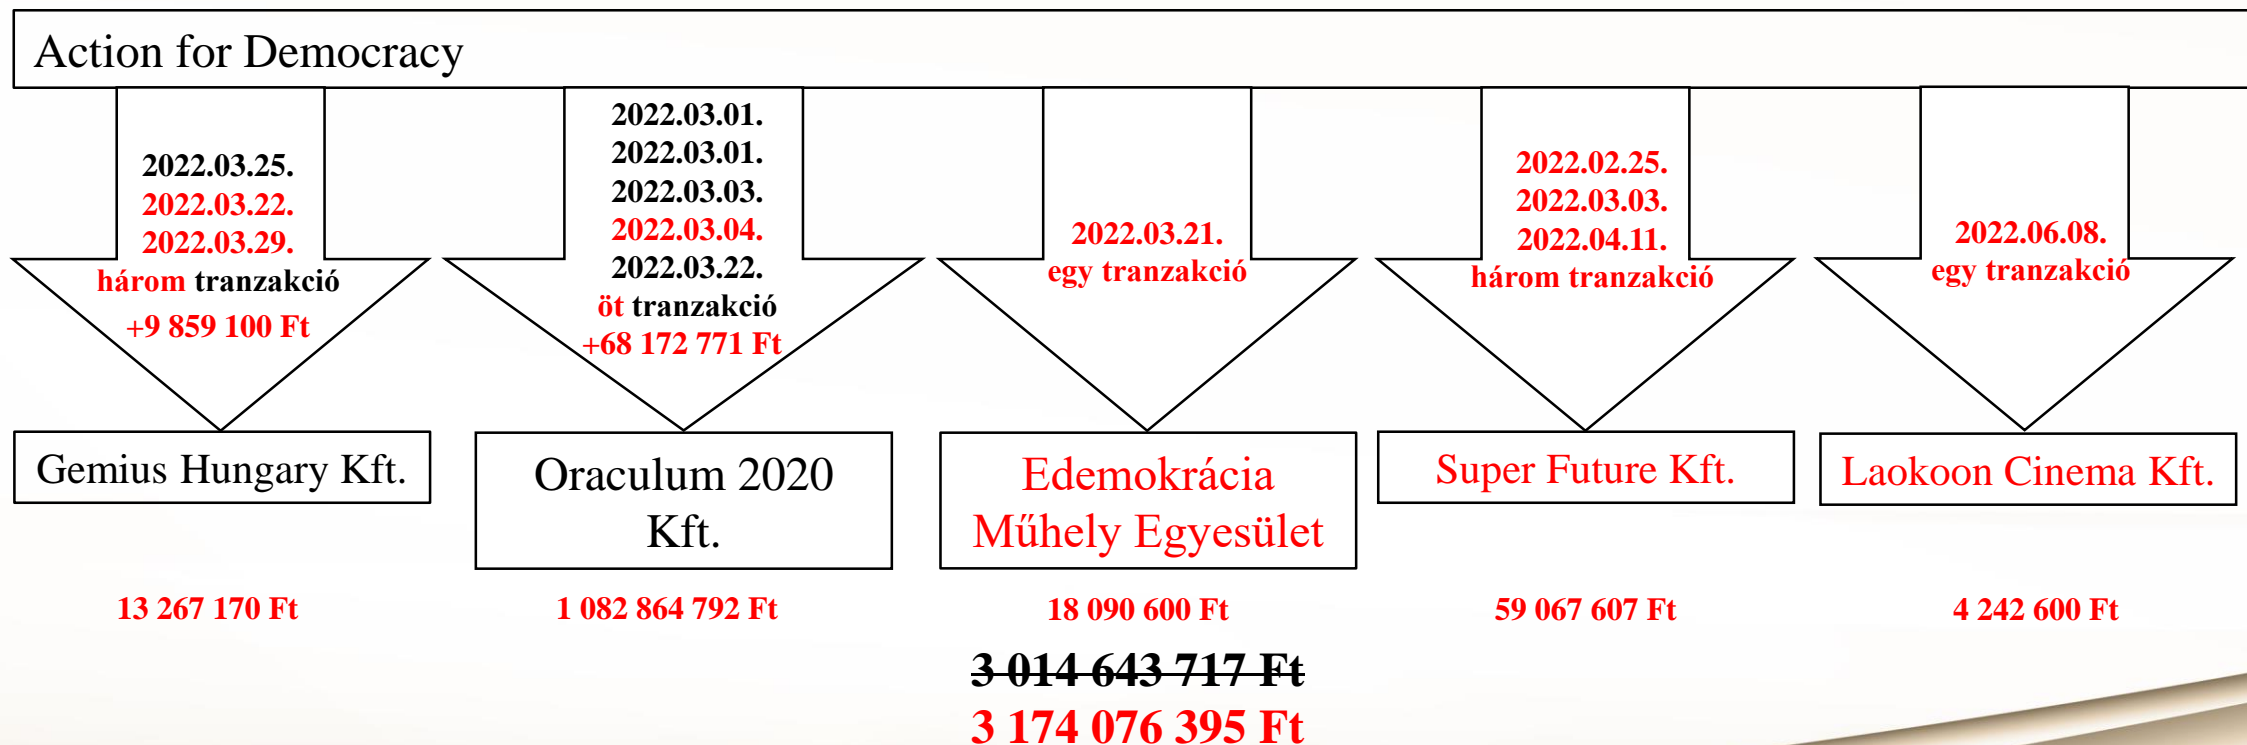 Action for Democracy
2022.03.25.
2022.03.22.
2022.03.29.
három tranzakció
+9 859 100 Ft
2022.03.01.
2022.03.01.
2022.03.03.
2022.03.04.
2022.03.22.
öt tranzakció
+68 172 771 Ft
2022.03.21.
egy tranzakció
2022.02.25.
2022.03.03.
2022.04.11.
három tranzakció
2022.06.08.
egy tranzakció
Gemius Hungary Kft.
Oraculum 2020
Kft.
Edemokrácia
Műhely Egyesület
Super Future Kft.
Laokoon Cinema Kft.
13 267 170 Ft
1 082 864 792 Ft
18 090 600 Ft
59 067 607 Ft
4 242 600 Ft
3 014 643 717 Ft
3 174 076 395 Ft